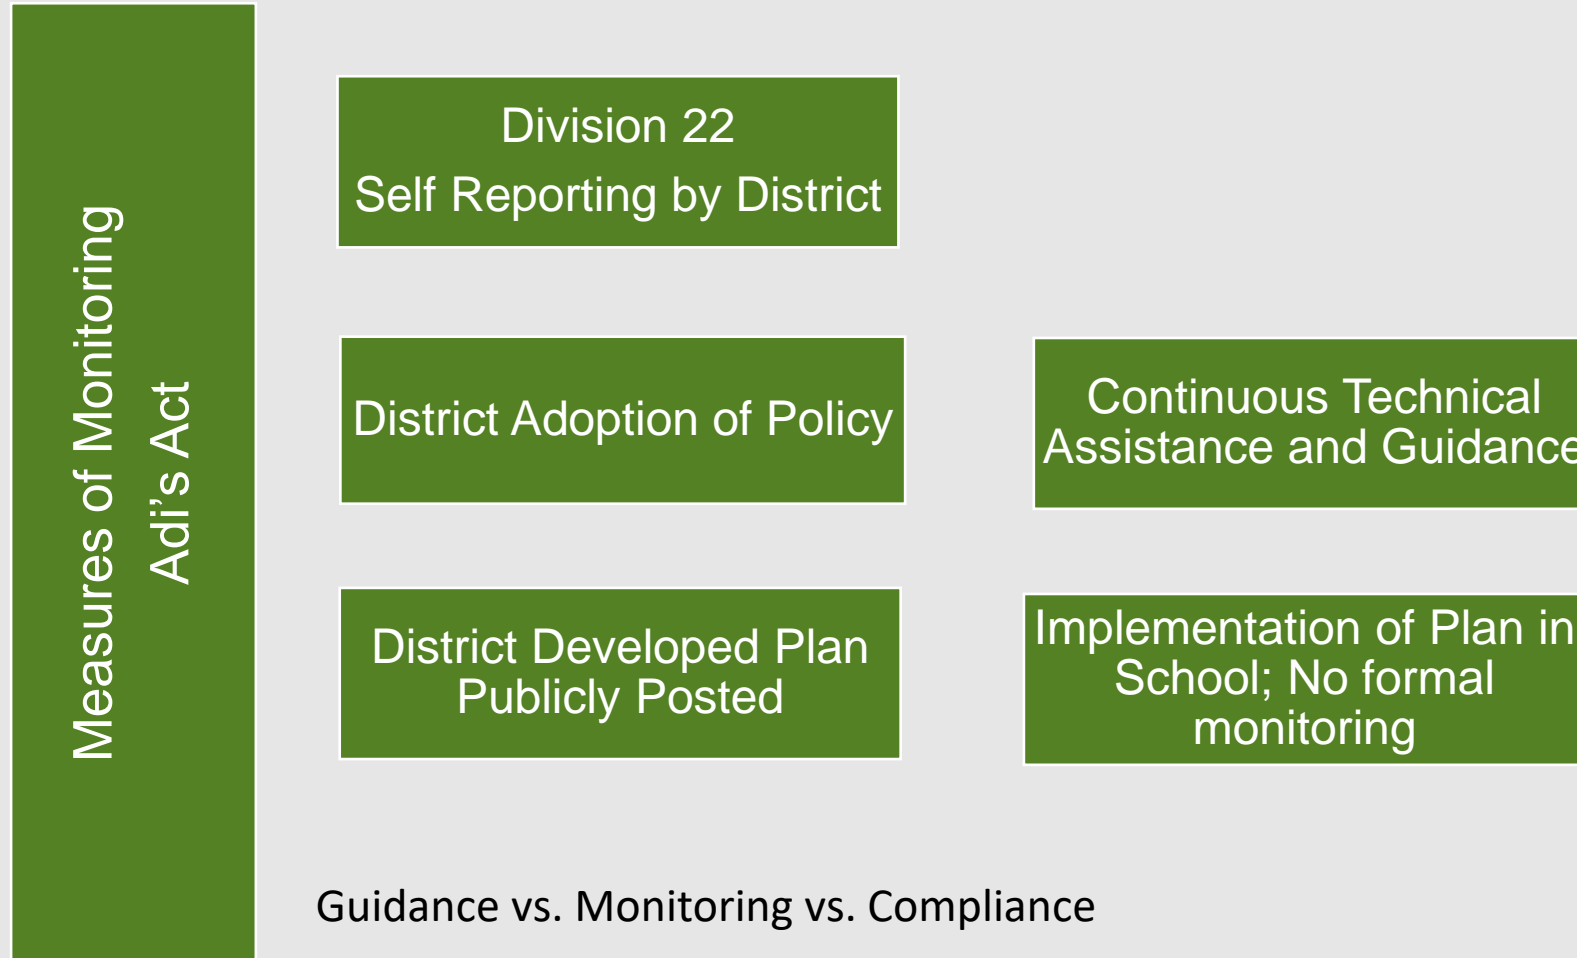 Measures of Monitoring
Adi’s Act
Division 22
Self Reporting by District
District Adoption of Policy
Continuous Technical
Assistance and Guidance
District Developed Plan
Publicly Posted
Implementation of Plan in
School; No formal
monitoring
Guidance vs. Monitoring vs. Compliance